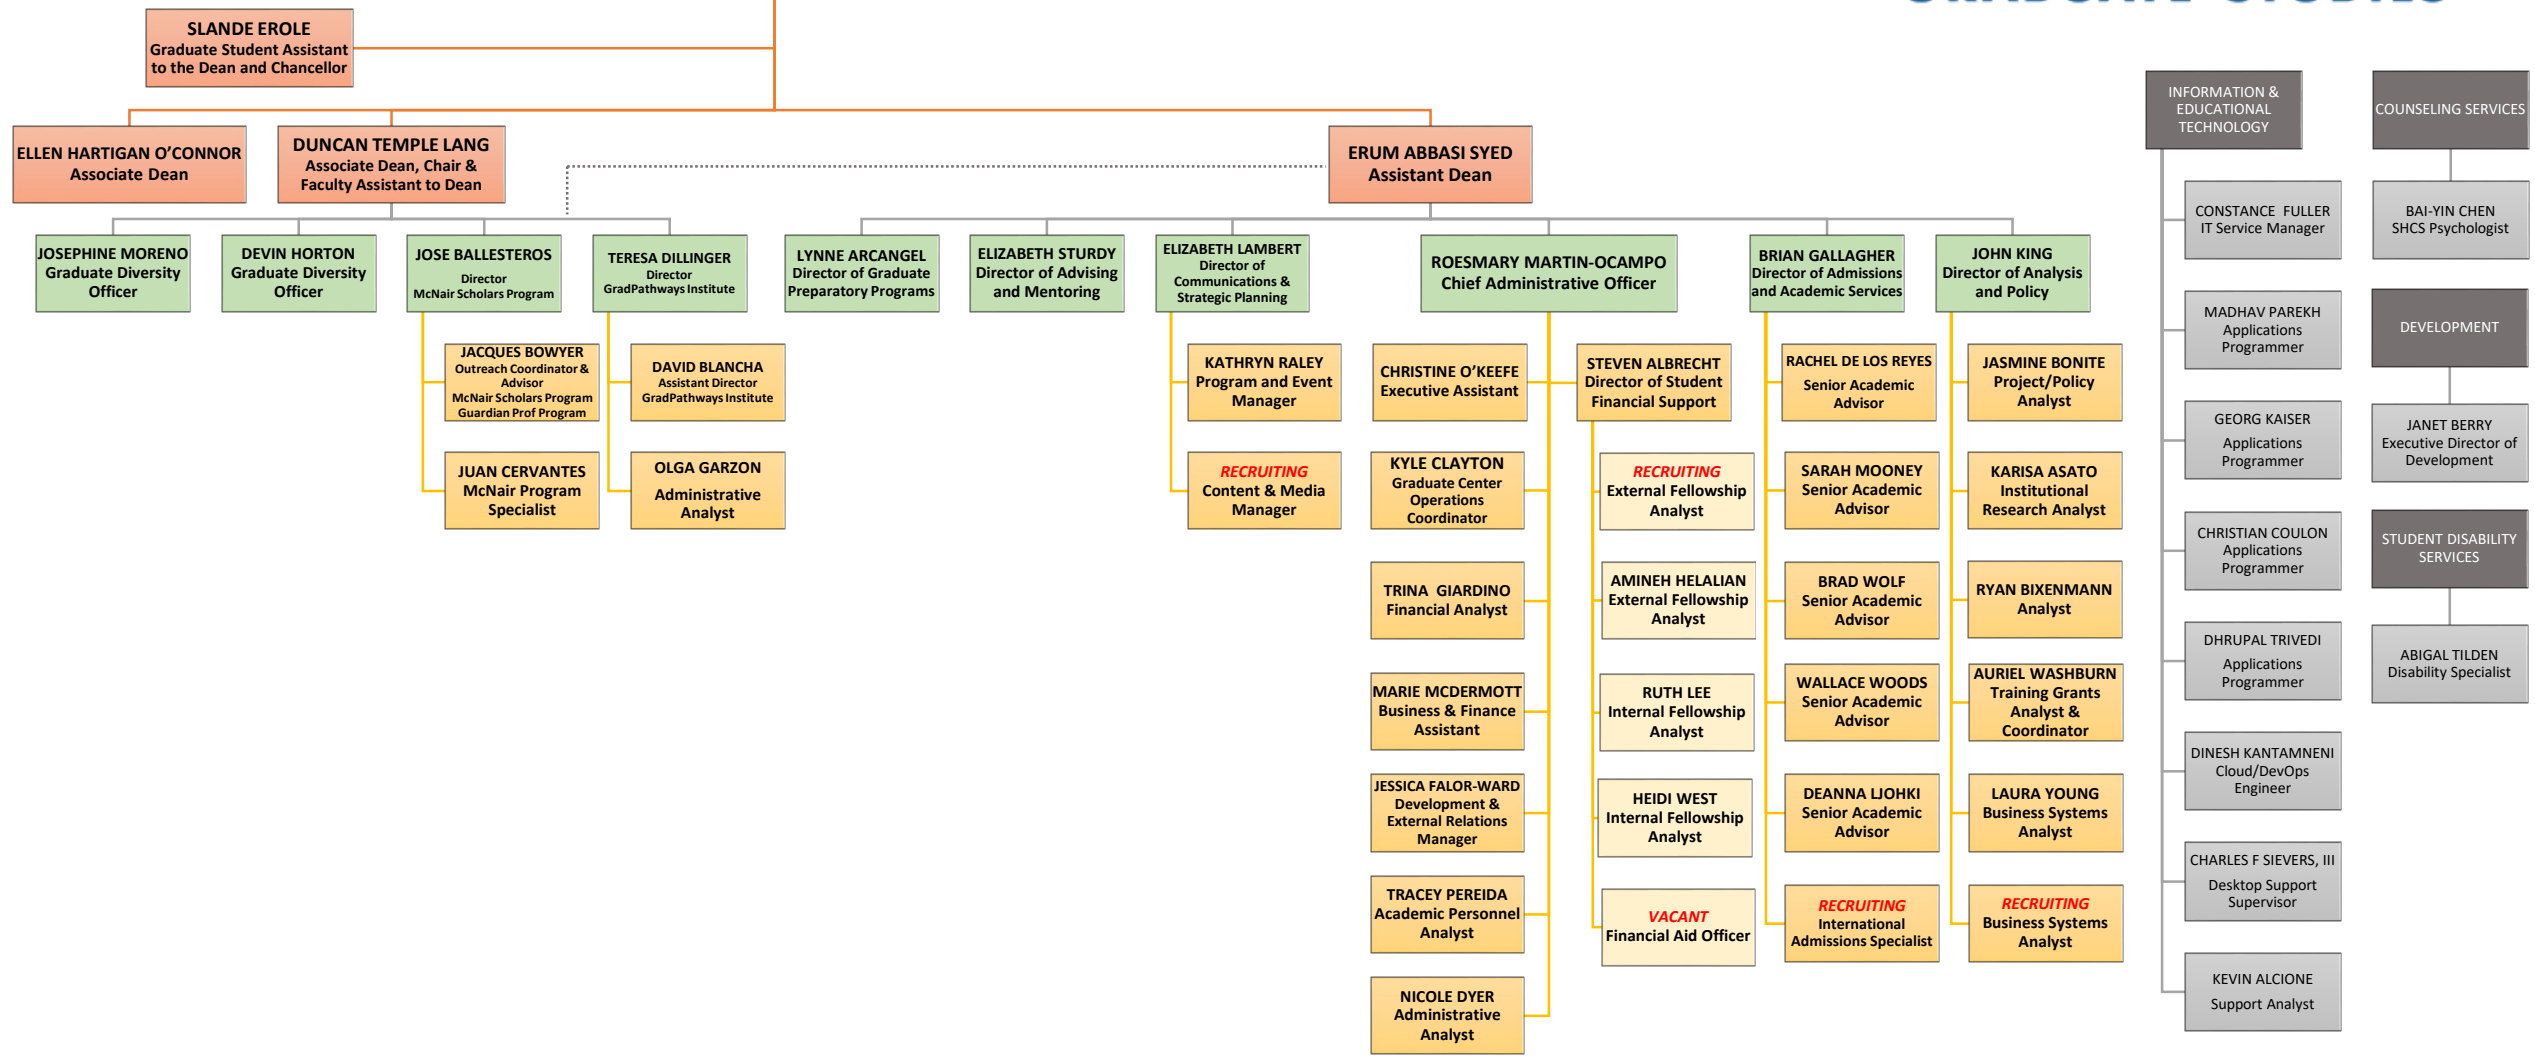 GRADUATE STUDIES
SLANDE EROLE
Graduate Student Assistant
to the Dean and Chancellor
ELLEN HARTIGAN O’CONNOR
Associate Dean
DUNCAN TEMPLE LANG
Associate Dean, Chair &
Faculty Assistant to Dean
ERUM ABBASI SYED
Assistant Dean
JOSEPHINE MORENO
Graduate Diversity
Officer
DEVIN HORTON
Graduate Diversity
Officer
JOSE BALLESTEROS
Director
McNair Scholars Program
JACQUES BOWYER
Outreach Coordinator &
Advisor
McNair Scholars Program
Guardian Prof Program
JUAN CERVANTES
McNair Program
Specialist
TERESA DILLINGER
Director
GradPathways Institute
DAVID BLANCHA
Assistant Director
GradPathways Institute
OLGA GARZON
Administrative
Analyst
LYNNE ARCANGEL
Director of Graduate
Preparatory Programs
ELIZABETH STURDY
Director of Advising
and Mentoring
ELIZABETH LAMBERT
Director of
Communications &
Strategic Planning
KATHRYN RALEY
Program and Event
Manager
RECRUITING
Content & Media
Manager
ROESMARY MARTIN-OCAMPO
Chief Administrative Officer
CHRISTINE O’KEEFE
Executive Assistant
KYLE CLAYTON
Graduate Center
Operations
Coordinator
TRINA  GIARDINO
Financial Analyst
MARIE MCDERMOTT
Business & Finance
Assistant
JESSICA FALOR-WARD
Development &
External Relations
Manager
TRACEY PEREIDA
Academic Personnel
Analyst
NICOLE DYER
Administrative
Analyst
STEVEN ALBRECHT
Director of Student
Financial Support
RECRUITING
External Fellowship
Analyst
AMINEH HELALIAN
External Fellowship
Analyst
RUTH LEE
Internal Fellowship
Analyst
HEIDI WEST
Internal Fellowship
Analyst
VACANT
Financial Aid Officer
BRIAN GALLAGHER
Director of Admissions
and Academic Services
RACHEL DE LOS REYES
Senior Academic
Advisor
SARAH MOONEY
Senior Academic
Advisor
BRAD WOLF
Senior Academic
Advisor
WALLACE WOODS
Senior Academic
Advisor
DEANNA LJOHKI
Senior Academic
Advisor
RECRUITING
International
Admissions Specialist
JOHN KING
Director of Analysis
and Policy
JASMINE BONITE
Project/Policy
Analyst
KARISA ASATO
Institutional
Research Analyst
RYAN BIXENMANN
Analyst
AURIEL WASHBURN
Training Grants
Analyst &
Coordinator
LAURA YOUNG
Business Systems
Analyst
RECRUITING
Business Systems
Analyst
INFORMATION &
EDUCATIONAL
TECHNOLOGY
CONSTANCE  FULLER
IT Service Manager
MADHAV PAREKH
Applications
Programmer
GEORG KAISER
Applications
Programmer
CHRISTIAN COULON
Applications
Programmer
DHRUPAL TRIVEDI
Applications
Programmer
DINESH KANTAMNENI
Cloud/DevOps
Engineer
CHARLES F SIEVERS, III
Desktop Support
Supervisor
KEVIN ALCIONE
Support Analyst
COUNSELING SERVICES
BAI-YIN CHEN
SHCS Psychologist
DEVELOPMENT
JANET BERRY
Executive Director of
Development
STUDENT DISABILITY
SERVICES
ABIGAL TILDEN
Disability Specialist